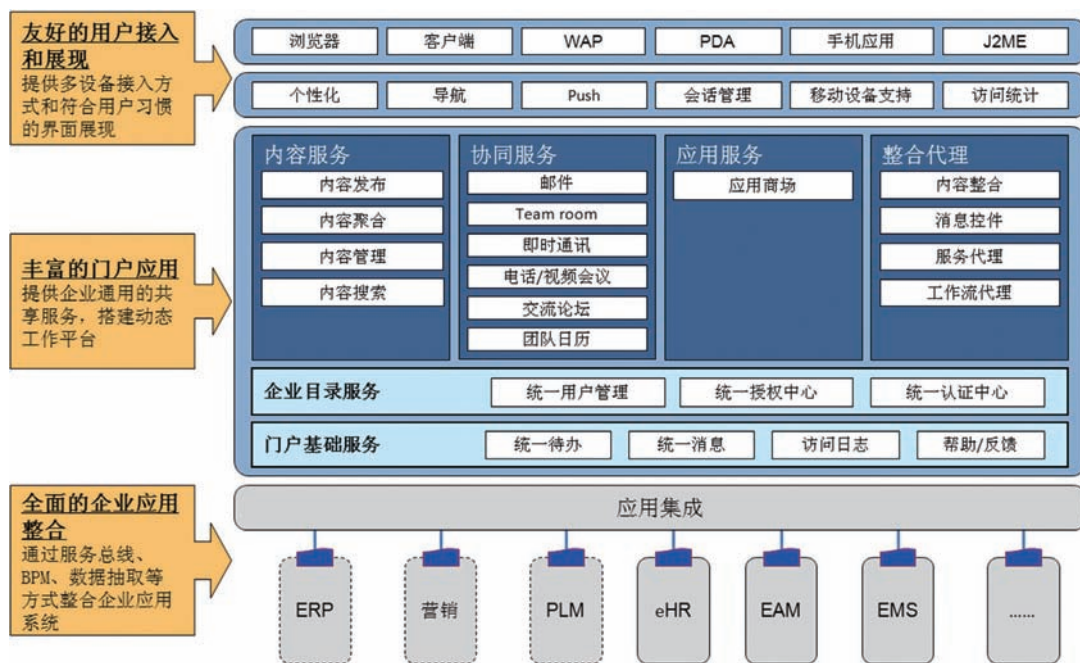 友好的用户接入
和展现
提供多设备接入方
式和符合用户习惯
的界面展现
浏览器 客户端 WAP PDA 手机应用 J2ME
个性化 导航 Push 会话管理 移动设备支持 访问统计
丰富的门户应用
提供企业通用的共
享服务，搭建动态
工作平台
内容服务
内容发布
内容聚合
内容管理
内容搜索
协同服务
邮件
Team room
即时通讯
电话/视频会议
交流论坛
团队日历
应用服务
应用商场
整合代理
内容整合
消息控件
服务代理
工作流代理
企业目录服务 统一用户管理 统一授权中心 统一认证中心
门户基础服务 统一待办 统一消息 访问日志 帮助/反馈
全面的企业应用
整合
通过服务总线、
BPM、数据抽取等
方式整合企业应用
系统
应用集成
ERP 营销 PLM eHR EAM EMS ......